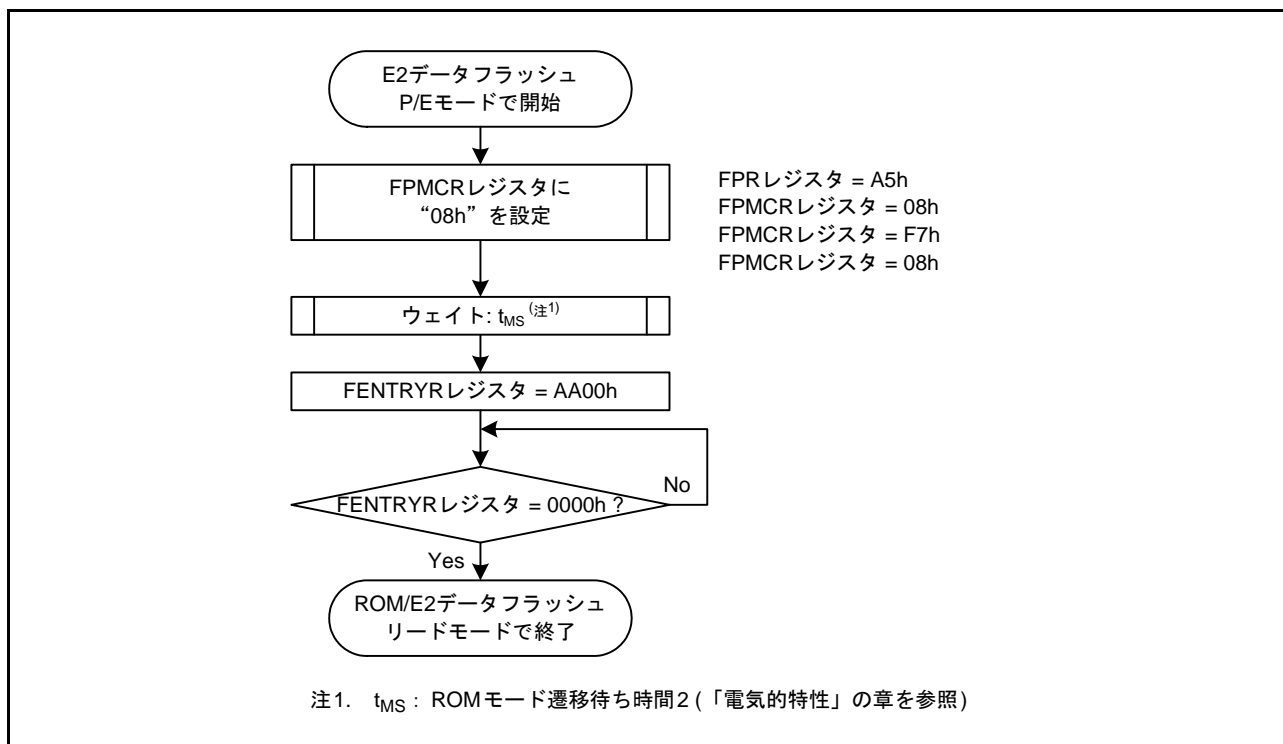 E2データフラッシュ
P/Eモードで開始
FPMCRレジスタに
“08h”を設定
FPRレジスタ = A5h
FPMCRレジスタ = 08h
FPMCRレジスタ = F7h
FPMCRレジスタ = 08h
ウェイト: tMS (注1)
FENTRYRレジスタ = AA00h
FENTRYRレジスタ = 0000h ?
No
Yes
ROM/E2データフラッシュ
リードモードで終了
注1. tMS : ROMモード遷移待ち時間2 (「電気的特性」の章を参照)